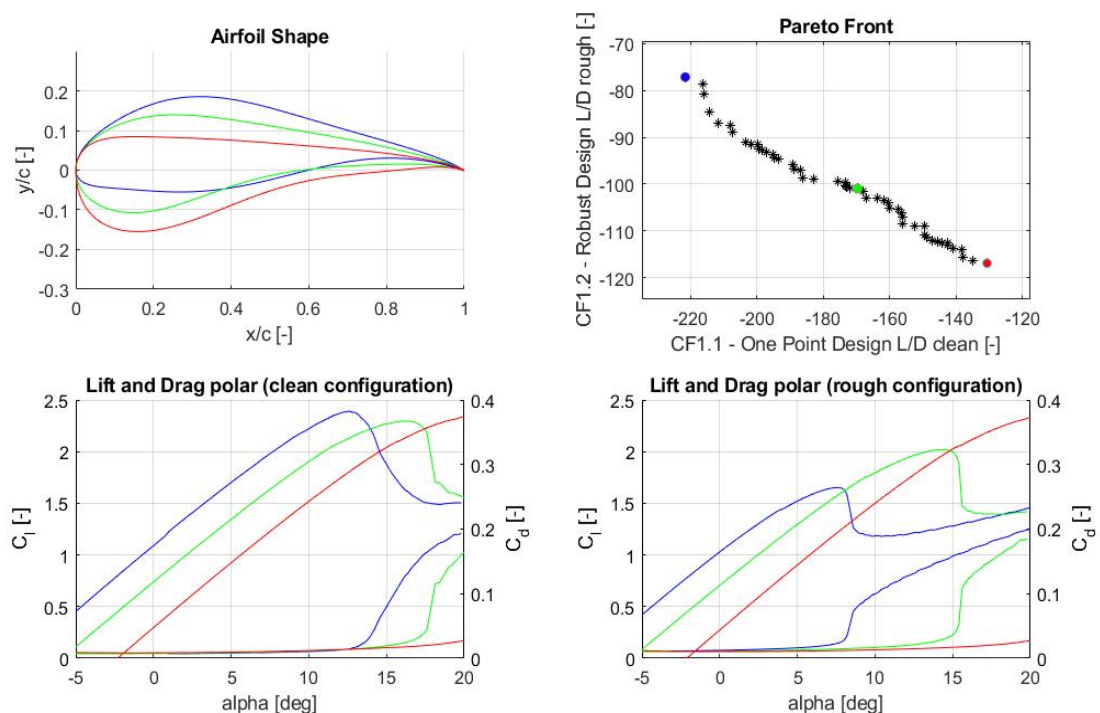 Airfoil Shape
y/c [-]
0.2
0.1
0
-0.1
-0.2
-0.3
0 0.2 0.4 0.6 0.8 1
x/c [-]
Pareto Front
CF1.2 - Robust Design L/D rough [-]
-70
-80
-90
-100
-110
-120
-220 -200 -180 -160 -140 -120
CF1.1 - One Point Design L/D clean [-]
Lift and Drag polar (clean configuration)
C_l [-]
2.5
2
1.5
1
0.5
0
0.4
0.3
0.2
0.1
0
C_d [-]
-5 0 5 10 15 20
alpha [deg]
Lift and Drag polar (rough configuration)
C_l [-]
2.5
2
1.5
1
0.5
0
0.4
0.3
0.2
0.1
0
C_d [-]
-5 0 5 10 15 20
alpha [deg]